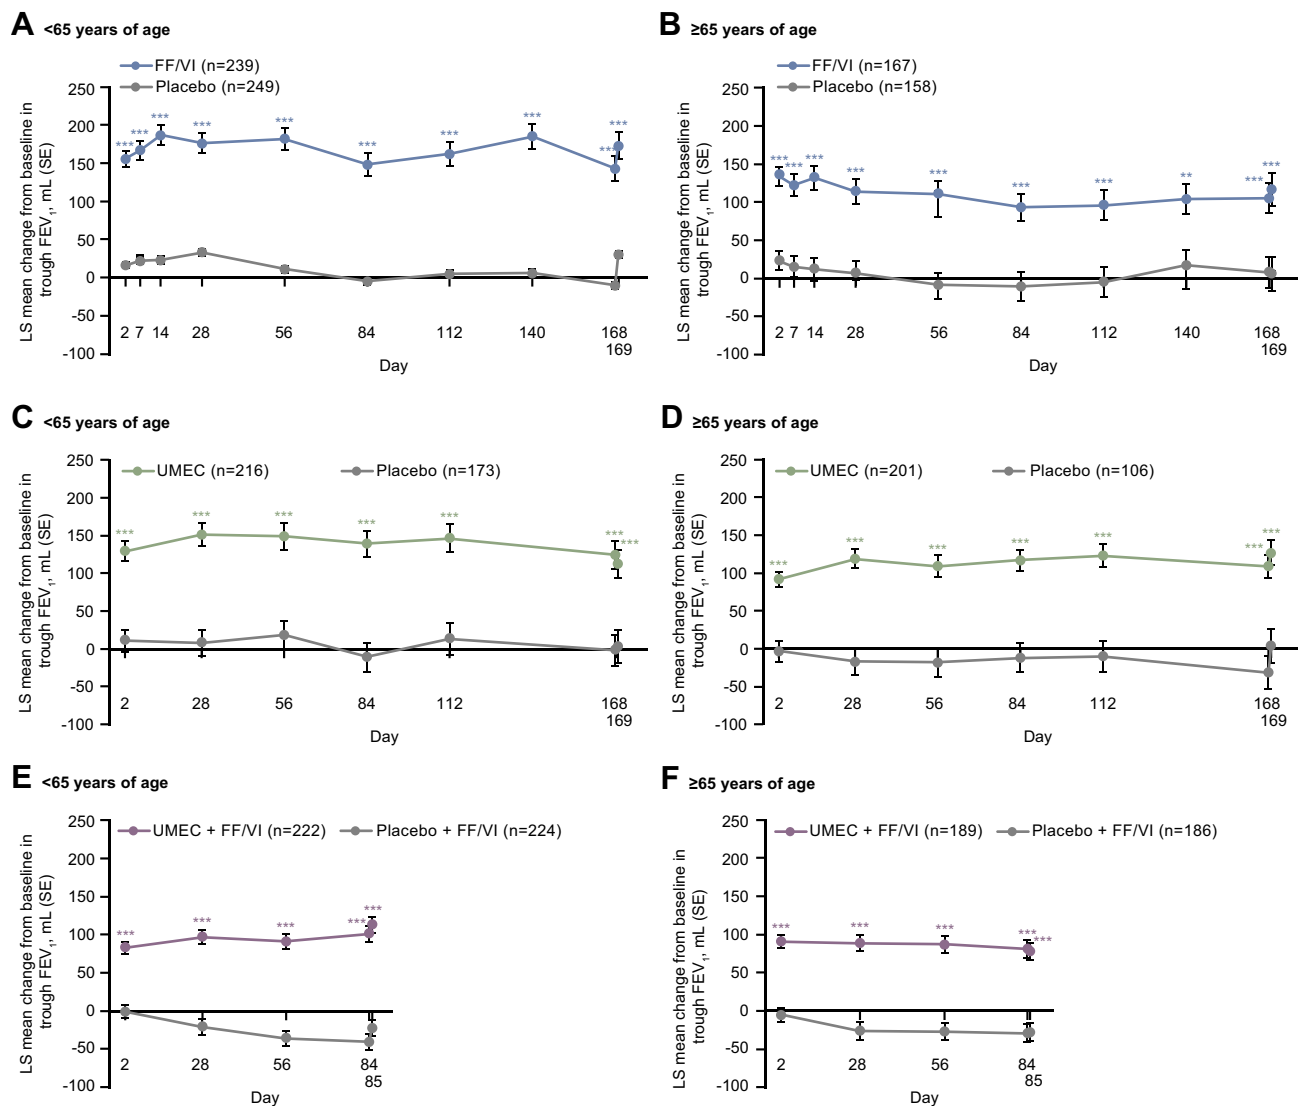 A <65 years of age
FF/VI (n=239)
Placebo (n=249)
LS mean change from baseline in
trough FEV1, mL (SE)
250
200
150
100
50
0
-50
-100
*** *** *** *** *** *** *** *** *** ***
2 7 14 28 56 84 112 140 168
169
Day
B ≥65 years of age
FF/VI (n=167)
Placebo (n=158)
LS mean change from baseline in
trough FEV1, mL (SE)
250
200
150
100
50
0
-50
-100
*** *** *** *** *** *** *** ** *** ***
2 7 14 28 56 84 112 140 168
169
Day
C <65 years of age
UMEC (n=216) Placebo (n=173)
LS mean change from baseline in
trough FEV1, mL (SE)
250
200
150
100
50
0
-50
-100
*** *** *** *** *** *** ***
2 28 56 84 112 168
169
Day
D ≥65 years of age
UMEC (n=201) Placebo (n=106)
LS mean change from baseline in
trough FEV1, mL (SE)
250
200
150
100
50
0
-50
-100
*** *** *** *** *** *** ***
2 28 56 84 112 168
169
Day
E <65 years of age
UMEC + FF/VI (n=222) Placebo + FF/VI (n=224)
LS mean change from baseline in
trough FEV1, mL (SE)
250
200
150
100
50
0
-50
-100
*** *** *** *** ***
2 28 56 84
85
Day
F ≥65 years of age
UMEC + FF/VI (n=189) Placebo + FF/VI (n=186)
LS mean change from baseline in
trough FEV1, mL (SE)
250
200
150
100
50
0
-50
-100
*** *** *** *** ***
2 28 56 84
85
Day